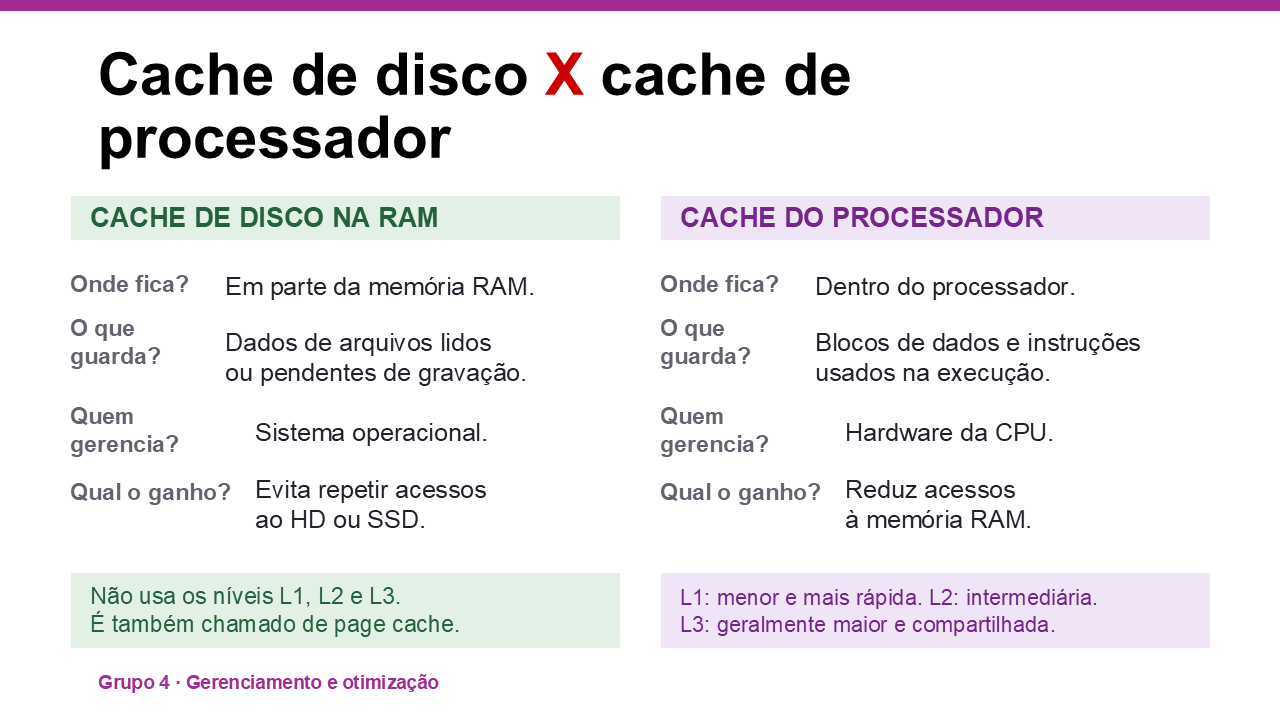 Cache de disco X cache de
processador
CACHE DE DISCO NA RAM
Onde fica?
Em parte da memória RAM.
O que
guarda?
Dados de arquivos lidos
ou pendentes de gravação.
Quem
gerencia?
Sistema operacional.
Qual o ganho?
Evita repetir acessos
ao HD ou SSD.
Não usa os níveis L1, L2 e L3.
É também chamado de page cache.
CACHE DO PROCESSADOR
Onde fica?
Dentro do processador.
O que
guarda?
Blocos de dados e instruções
usados na execução.
Quem
gerencia?
Hardware da CPU.
Qual o ganho?
Reduz acessos
à memória RAM.
L1: menor e mais rápida. L2: intermediária.
L3: geralmente maior e compartilhada.
Grupo 4 · Gerenciamento e otimização